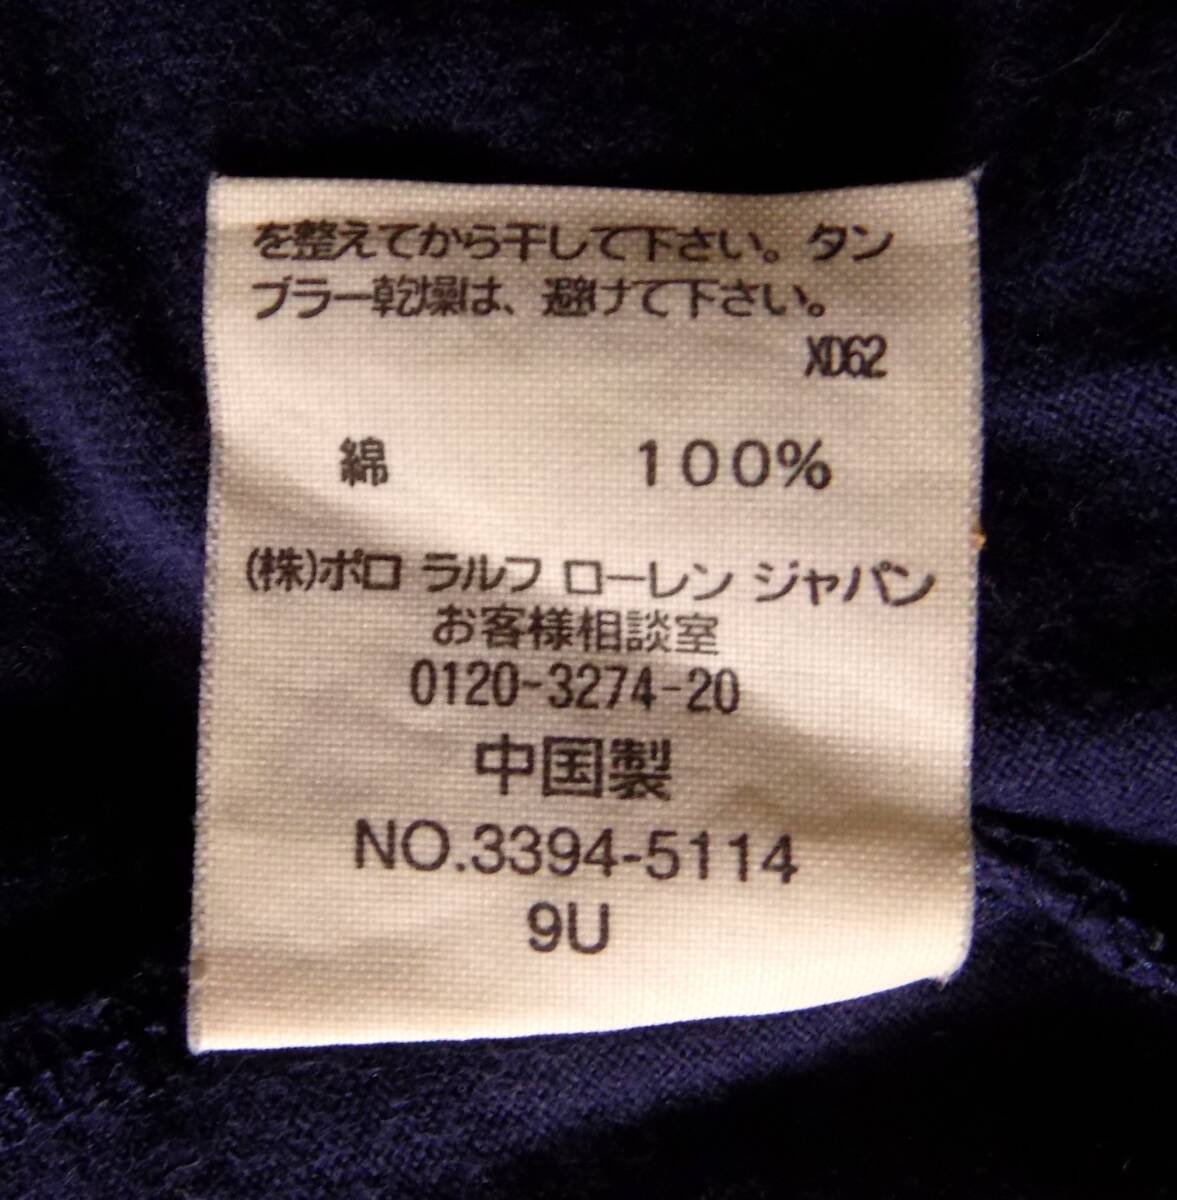 を整えてから干して下さい。タン
ブラー乾燥は、避けて下さい。
XD62
綿 100%
(株)ポロ ラルフ ローレン ジャパン
お客様相談室
0120-3274-20
中国製
NO.3394-5114
9U